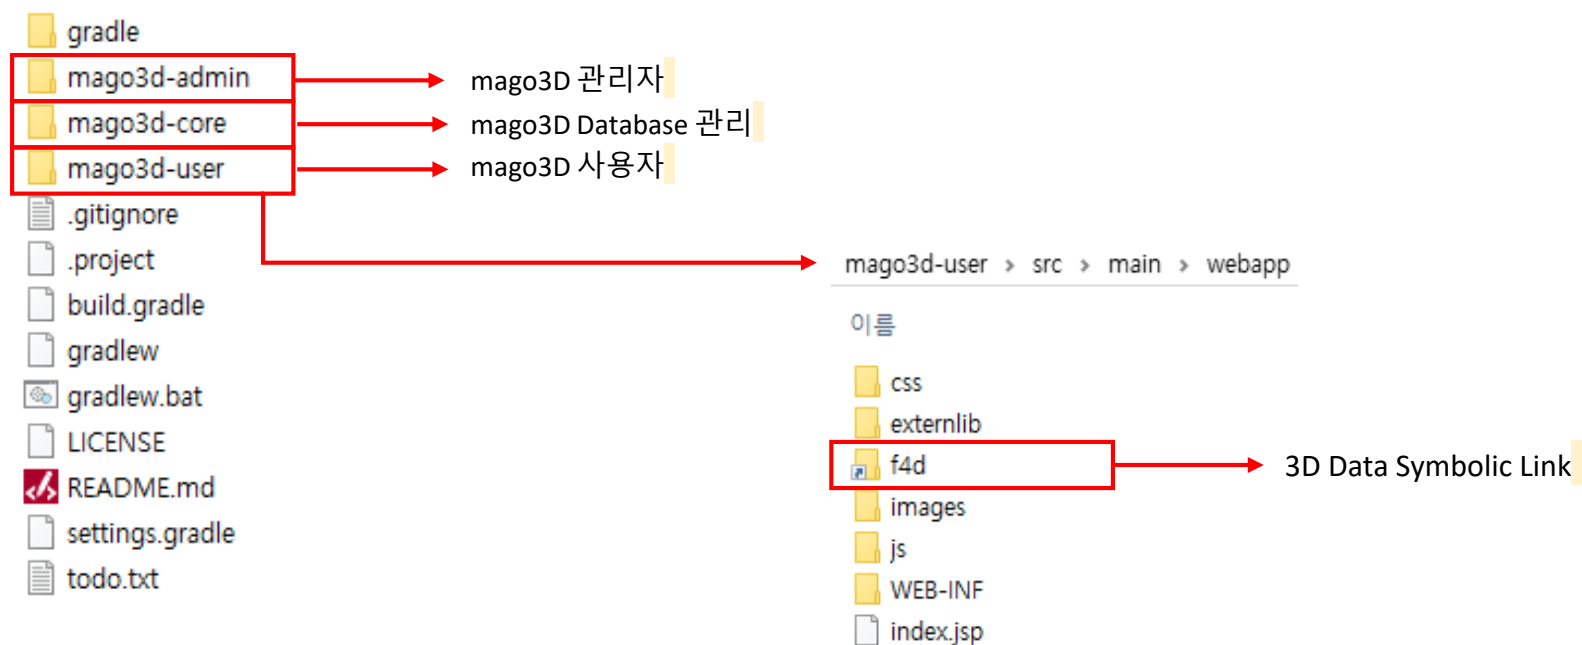 gradle
mago3d-admin
mago3D 관리자
mago3d-core
mago3D Database 관리
mago3d-user
mago3D 사용자
.gitignore
.project
build.gradle
gradlew
gradlew.bat
LICENSE
README.md
settings.gradle
todo.txt
mago3d-user > src > main > webapp
이름
css
externlib
f4d
3D Data Symbolic Link
images
js
WEB-INF
index.jsp